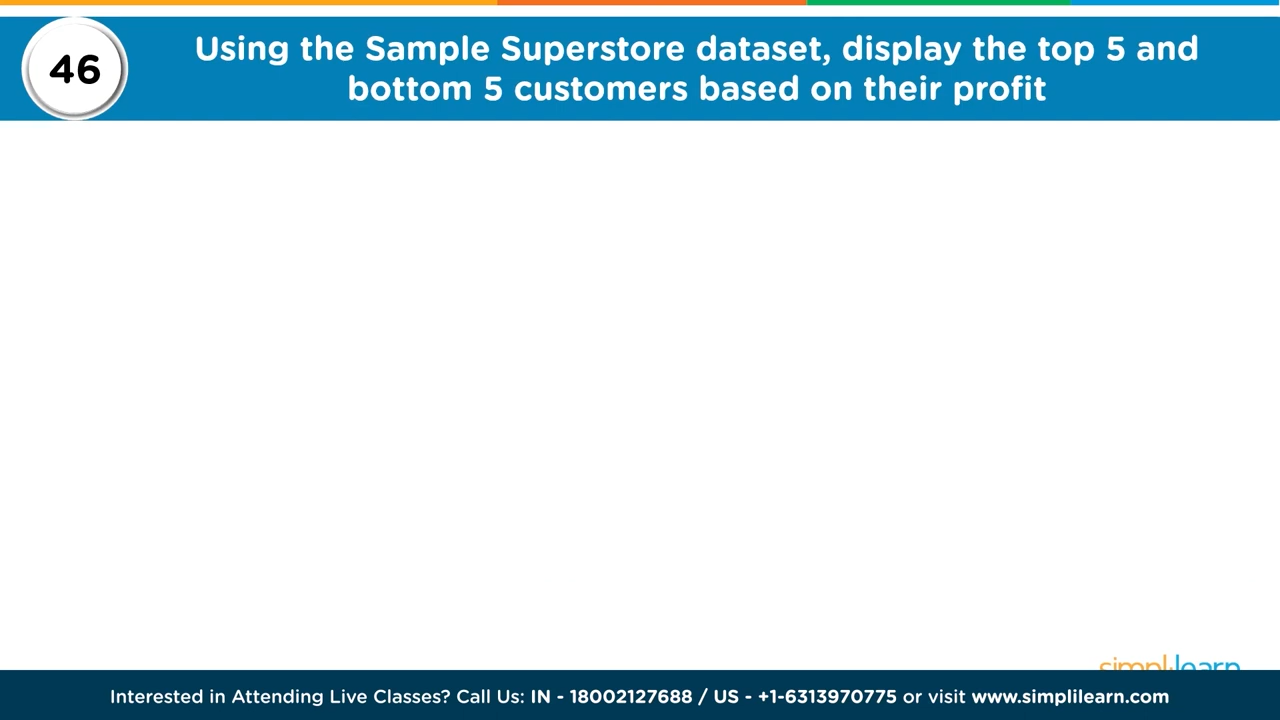 46
Using the Sample Superstore dataset, display the top 5 and
bottom 5 customers based on their profit
simplilearn
Interested in Attending Live Classes? Call Us: IN - 18002127688 / US - +1-6313970775 or visit www.simplilearn.com